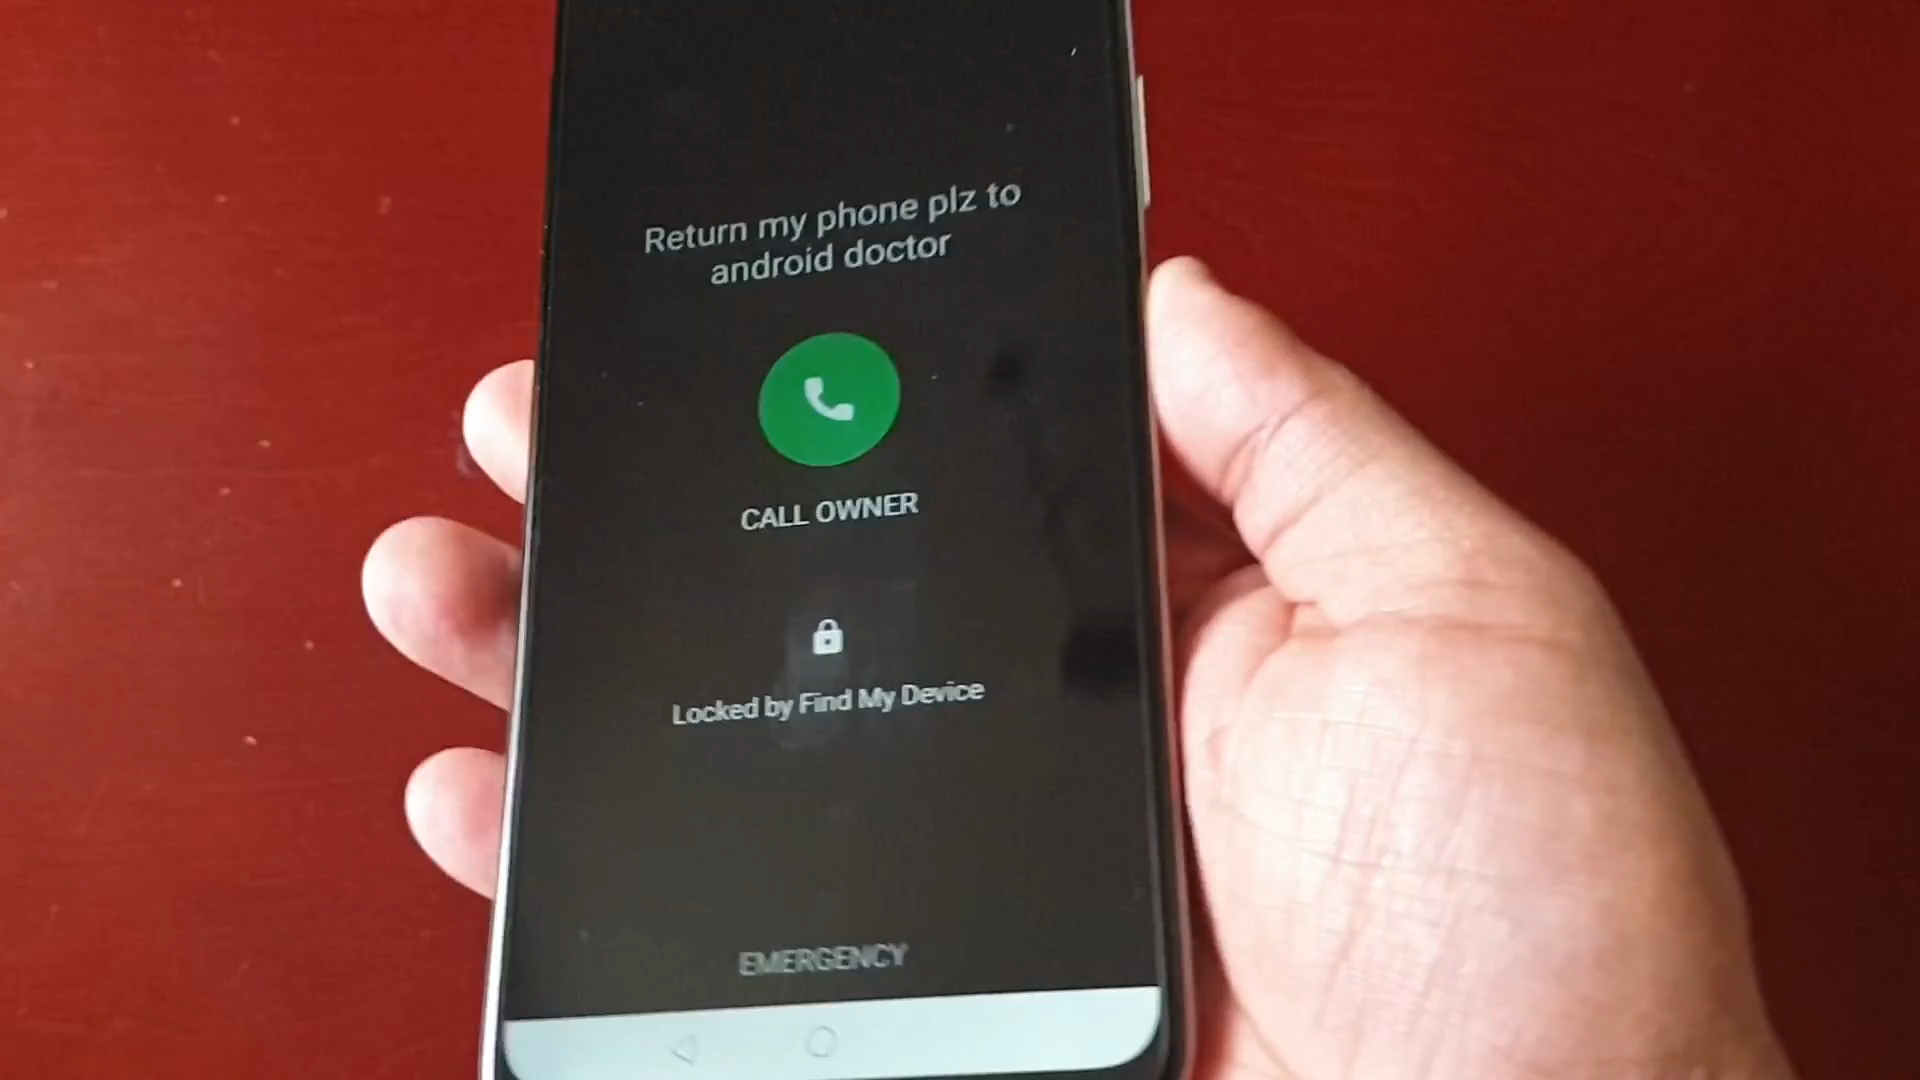 Return my phone plz to
android doctor
CALL OWNER
Locked by Find My Device
EMERGENCY